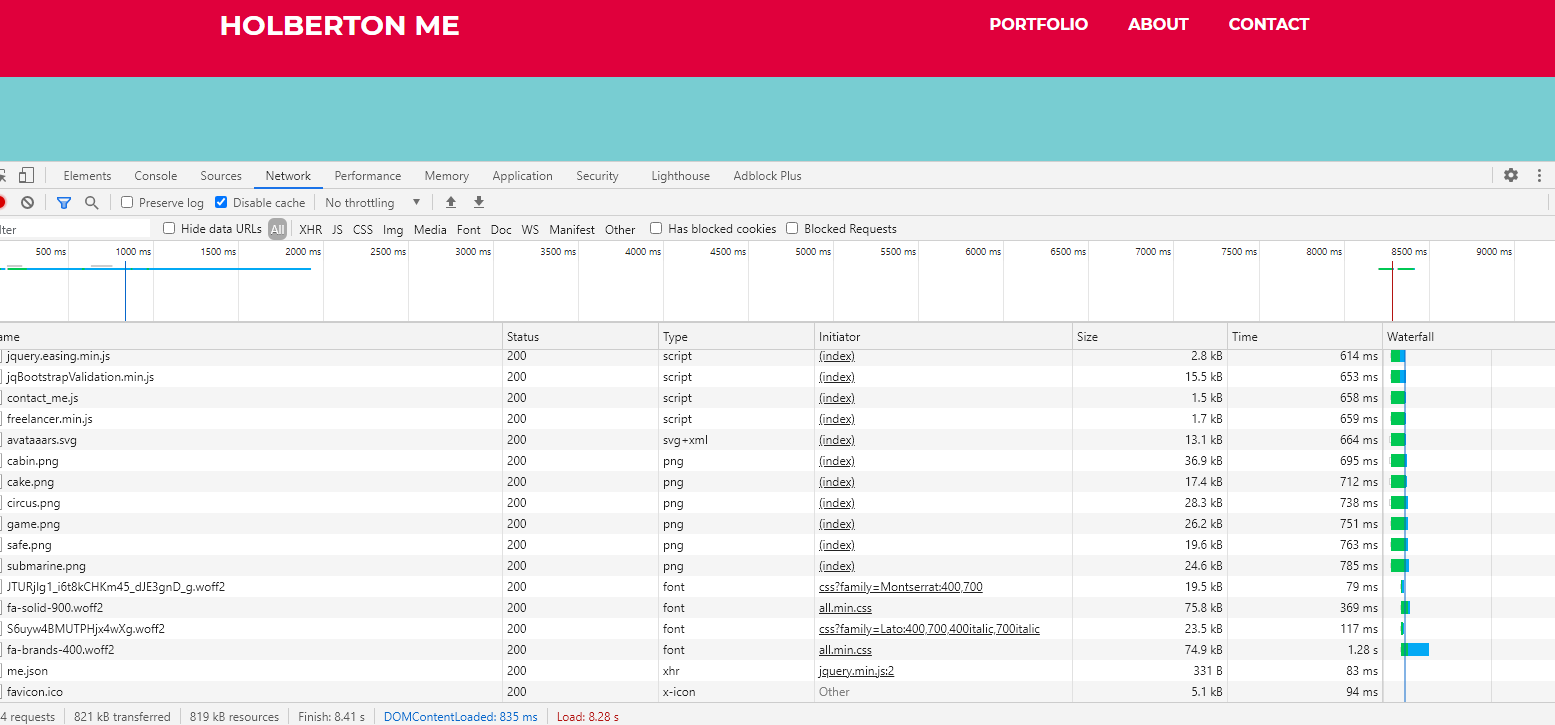 HOLBERTON ME PORTFOLIO ABOUT CONTACT
Elements Console Sources Network Performance Memory Application Security Lighthouse Adblock Plus
Preserve log Disable cache No throttling
lter Hide data URLs All XHR JS CSS Img Media Font Doc WS Manifest Other Has blocked cookies Blocked Requests
500 ms 1000 ms 1500 ms 2000 ms 2500 ms 3000 ms 3500 ms 4000 ms 4500 ms 5000 ms 5500 ms 6000 ms 6500 ms 7000 ms 7500 ms 8000 ms 8500 ms 9000 ms
ame Status Type Initiator Size Time Waterfall
jquery.easing.min.js 200 script (index) 2.8 kB 614 ms
jqBootstrapValidation.min.js 200 script (index) 15.5 kB 653 ms
contact_me.js 200 script (index) 1.5 kB 658 ms
freelancer.min.js 200 script (index) 1.7 kB 659 ms
avataaars.svg 200 svg+xml (index) 13.1 kB 664 ms
cabin.png 200 png (index) 36.9 kB 695 ms
cake.png 200 png (index) 17.4 kB 712 ms
circus.png 200 png (index) 28.3 kB 738 ms
game.png 200 png (index) 26.2 kB 751 ms
safe.png 200 png (index) 19.6 kB 763 ms
submarine.png 200 png (index) 24.6 kB 785 ms
JTURjIg1_i6t8kCHKm45_dJE3gnD_g.woff2 200 font css?family=Montserrat:400,700 19.5 kB 79 ms
fa-solid-900.woff2 200 font all.min.css 75.8 kB 369 ms
S6uyw4BMUTPHjx4wXg.woff2 200 font css?family=Lato:400,700,400italic,700italic 23.5 kB 117 ms
fa-brands-400.woff2 200 font all.min.css 74.9 kB 1.28 s
me.json 200 xhr jquery.min.js:2 331 B 83 ms
favicon.ico 200 x-icon Other 5.1 kB 94 ms
4 requests 821 kB transferred 819 kB resources Finish: 8.41 s DOMContentLoaded: 835 ms Load: 8.28 s